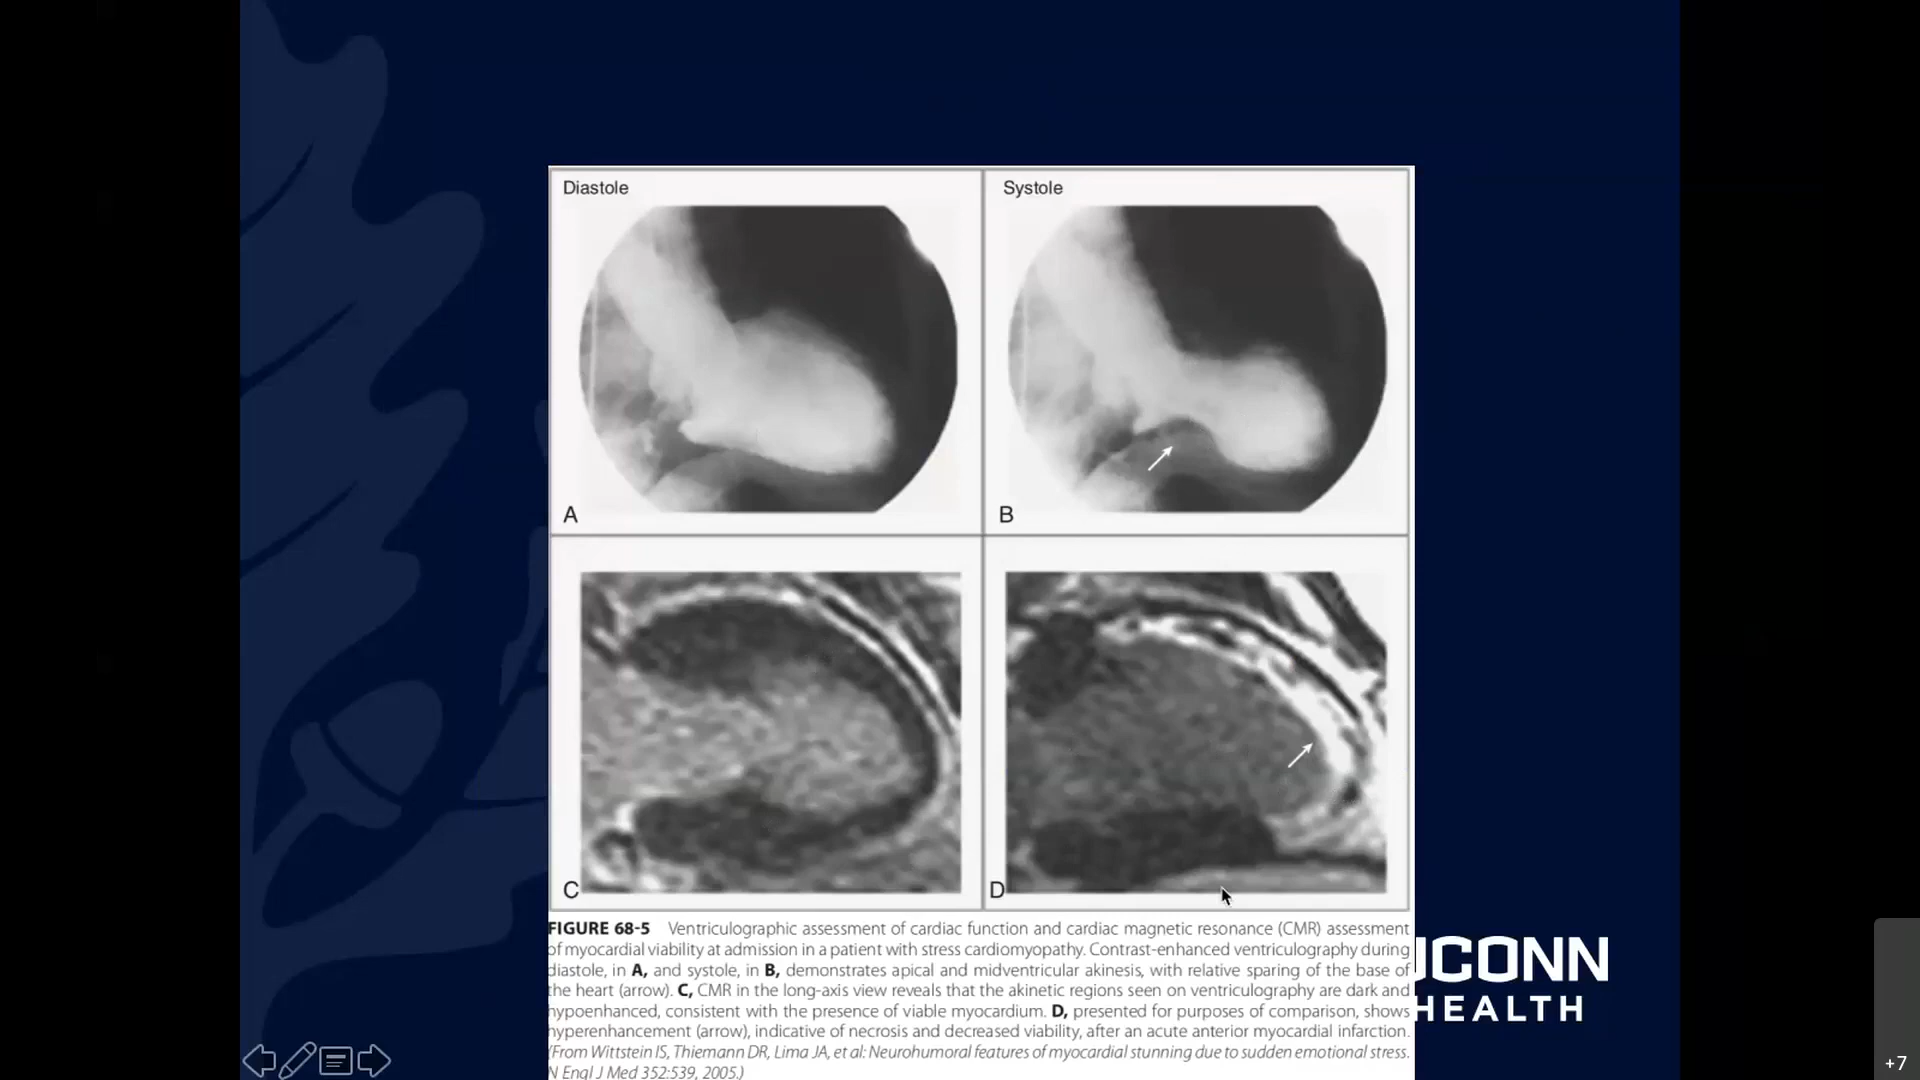 Diastole
Systole
A
B
C
D
FIGURE 68-5 Ventriculographic assessment of cardiac function and cardiac magnetic resonance (CMR) assessment
of myocardial viability at admission in a patient with stress cardiomyopathy. Contrast-enhanced ventriculography during
diastole, in A, and systole, in B, demonstrates apical and midventricular akinesis, with relative sparing of the base of
the heart (arrow). C, CMR in the long-axis view reveals that the akinetic regions seen on ventriculography are dark and
hypoenhanced, consistent with the presence of viable myocardium. D, presented for purposes of comparison, shows
hyperenhancement (arrow), indicative of necrosis and decreased viability, after an acute anterior myocardial infarction.
(From Wittstein IS, Thiemann DR, Lima JA, et al: Neurohumoral features of myocardial stunning due to sudden emotional stress.
N Engl J Med 352:539, 2005.)
UCONN
HEALTH
+7